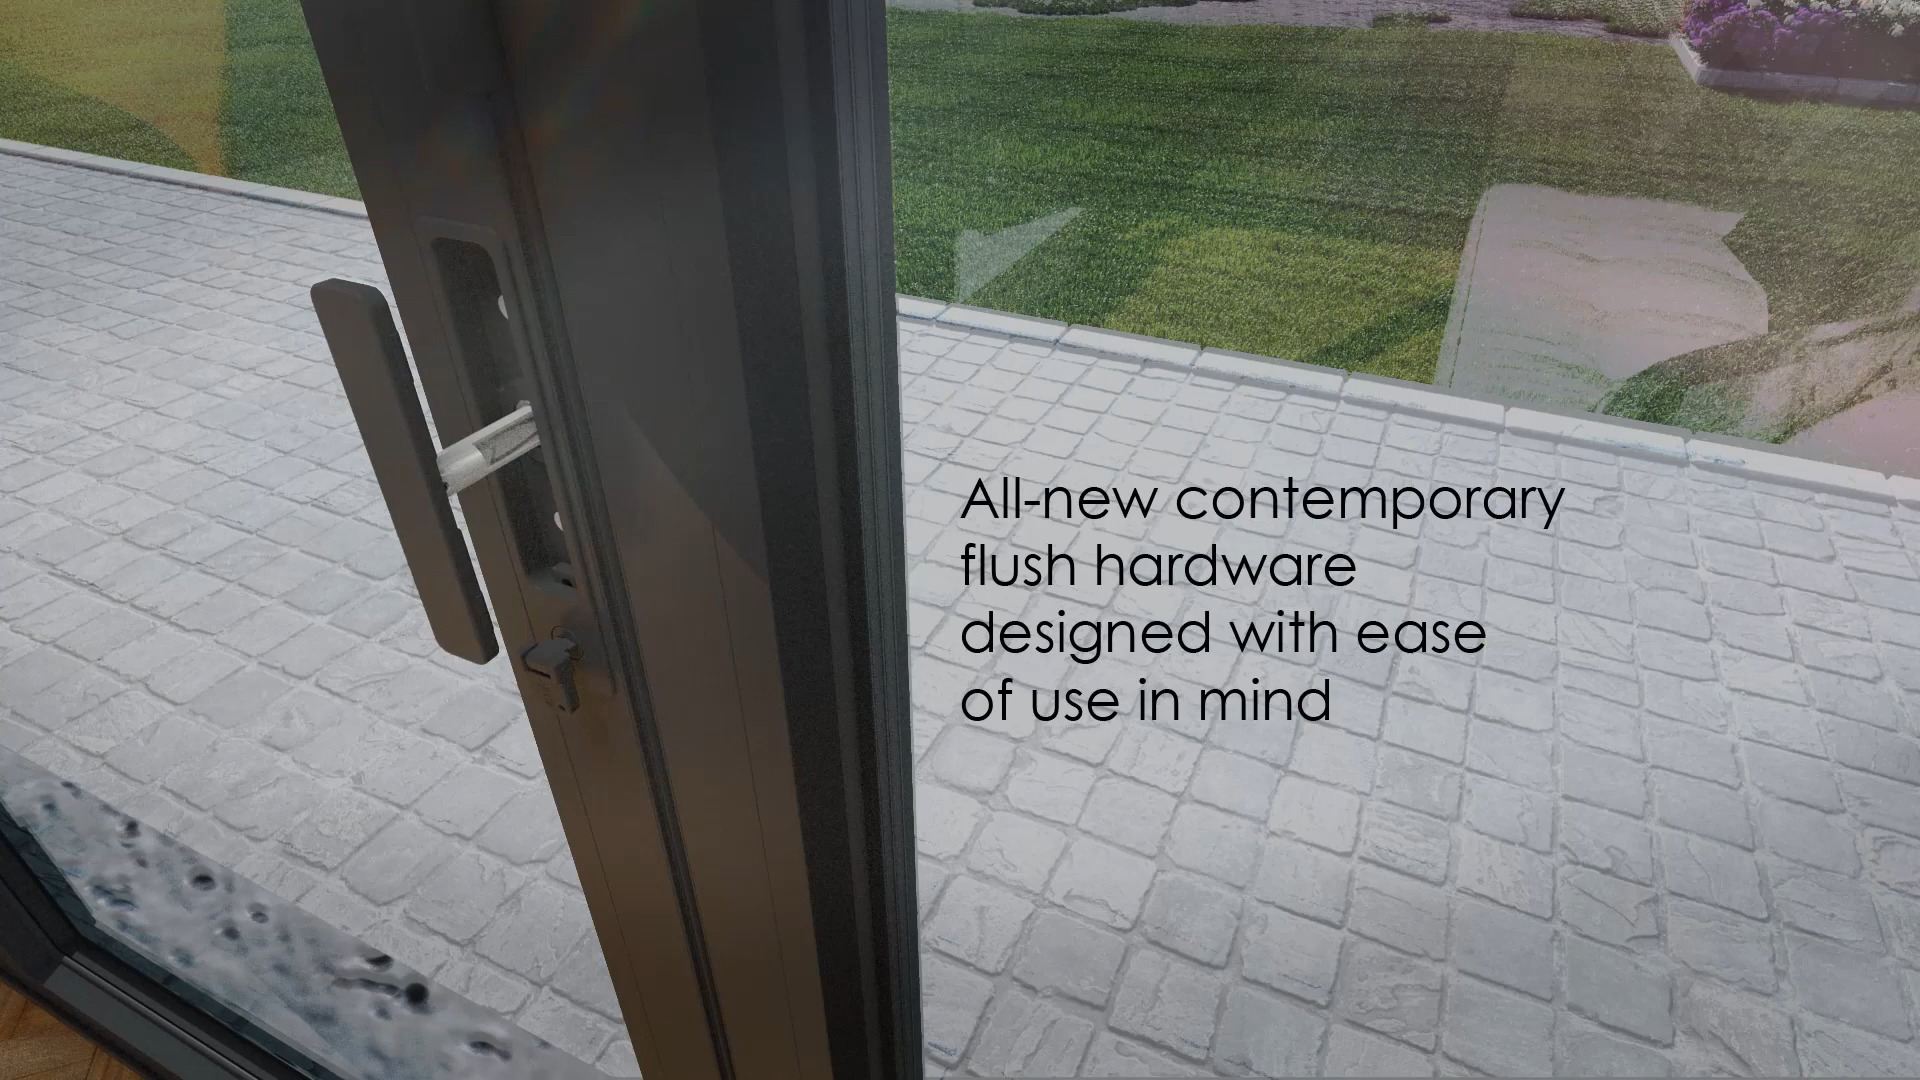 All-new contemporary
flush hardware
designed with ease
of use in mind